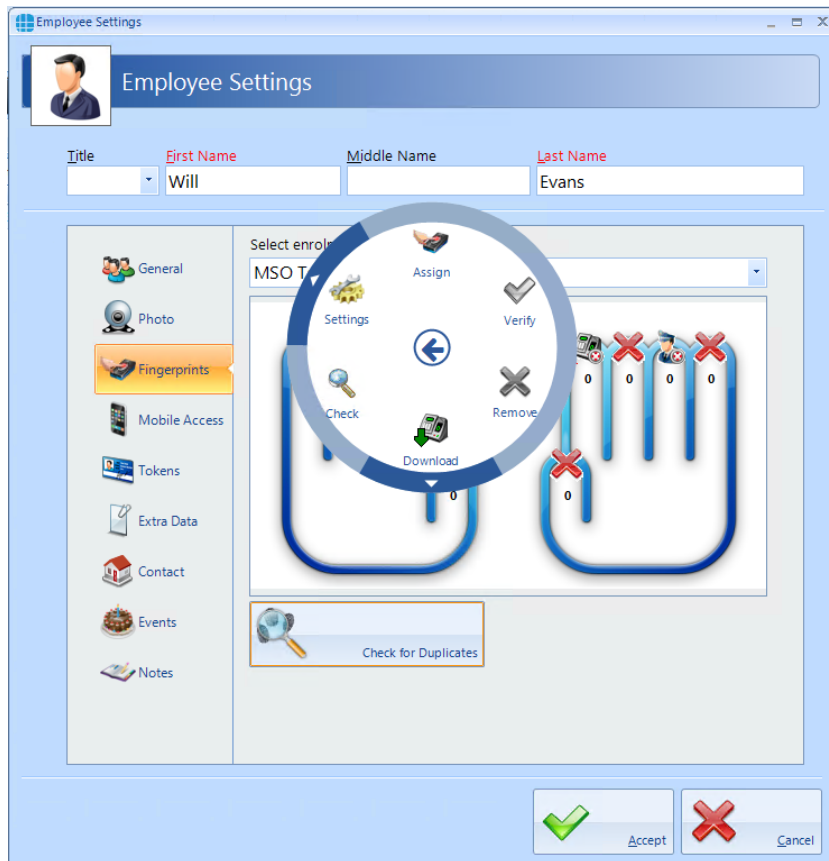 Employee Settings
Employee Settings
Title First Name Middle Name Last Name
Will Evans
General
Photo
Fingerprints
Mobile Access
Tokens
Extra Data
Contact
Events
Notes
Select
MSO
Assign
Settings Verify
Check Remove
Download
0 0 0 0
0 0
Check for Duplicates
Accept Cancel